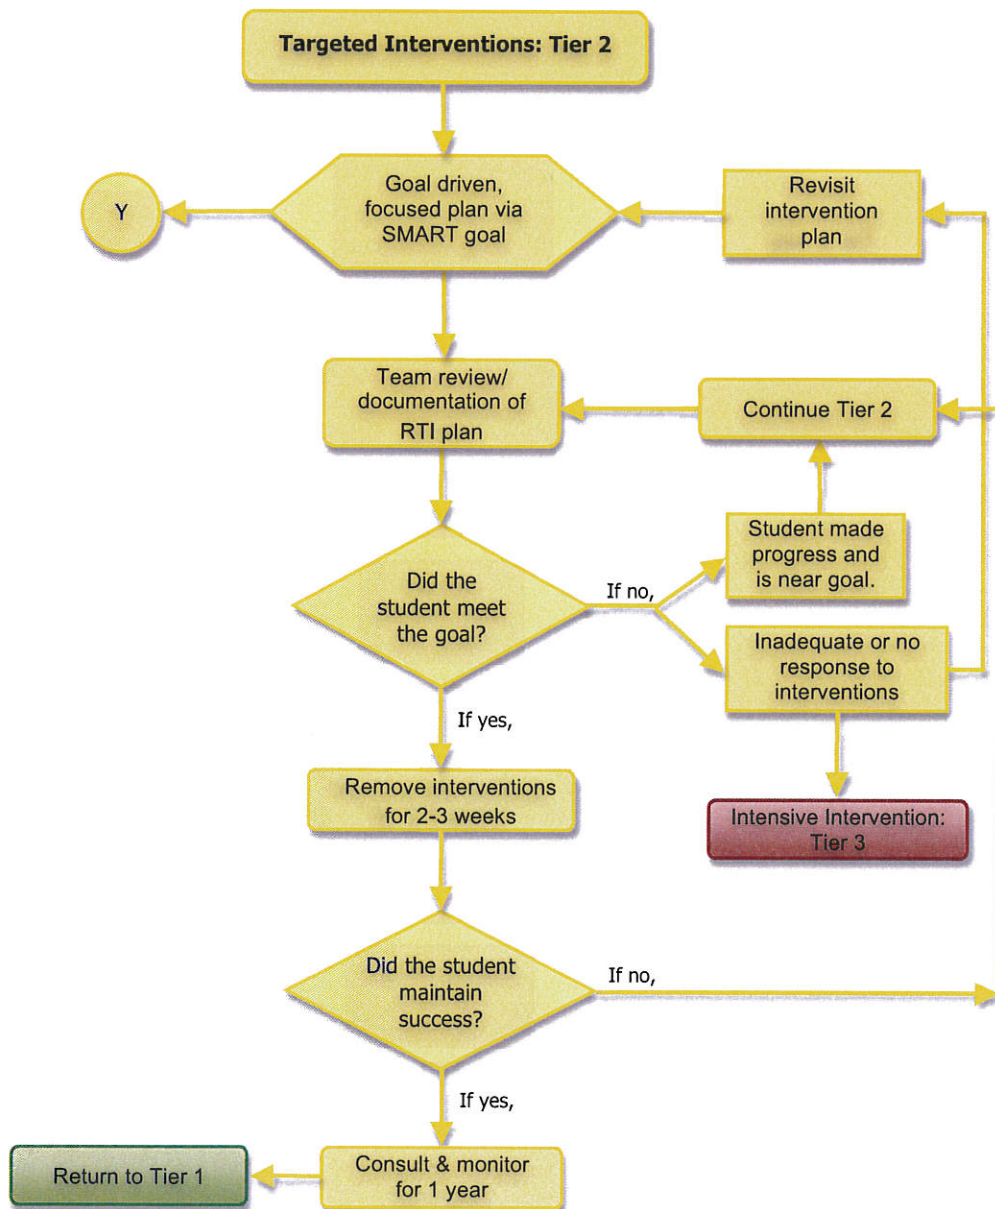 Targeted Interventions: Tier 2
Y
Goal driven,
focused plan via
SMART goal
Revisit
intervention
plan
Team review/
documentation of
RTI plan
Continue Tier 2
Student made
progress and
is near goal.
Did the
student meet
the goal?
If no,
Inadequate or no
response to
interventions
If yes,
Remove interventions
for 2-3 weeks
Intensive Intervention:
Tier 3
Did the student
maintain
success?
If no,
If yes,
Return to Tier 1
Consult & monitor
for 1 year